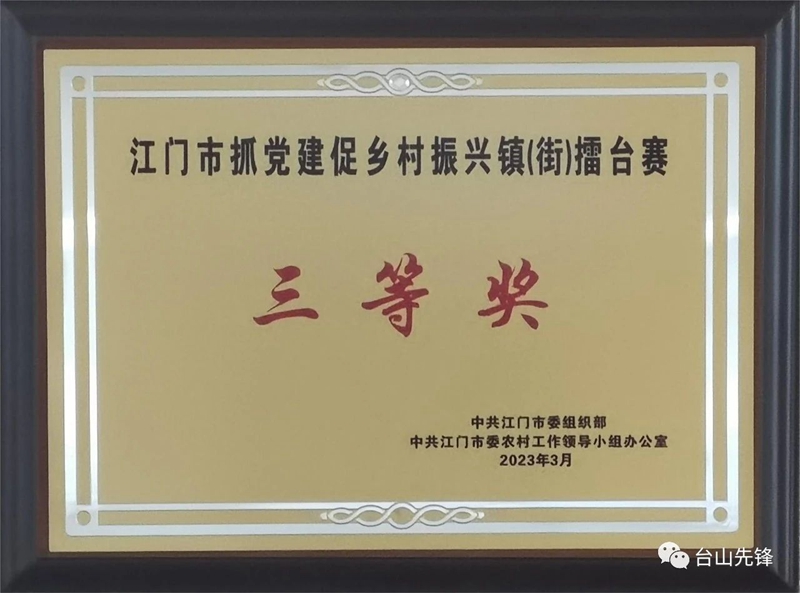 江门市抓党建促乡村振兴镇(街)擂台赛
三等奖
中共江门市委组织部
中共江门市委农村工作领导小组办公室
2023年3月
台山先锋